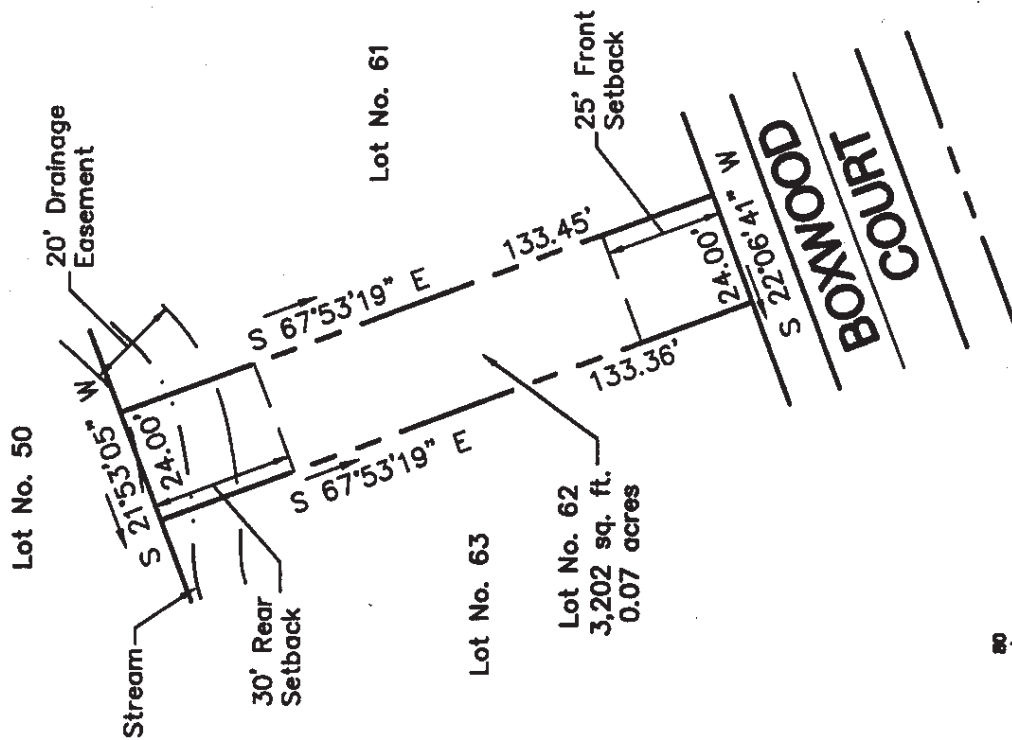 Lot No. 50
Stream
S 21°53'05" W
24.00'
20' Drainage
Easement
30' Rear
Setback
S 67°53'19" E
S 67°53'19" E
Lot No. 61
Lot No. 63
Lot No. 62
3,202 sq. ft.
0.07 acres
133.36'
133.45'
25' Front
Setback
24.00'
S 22°06'41" W
BOXWOOD
COURT